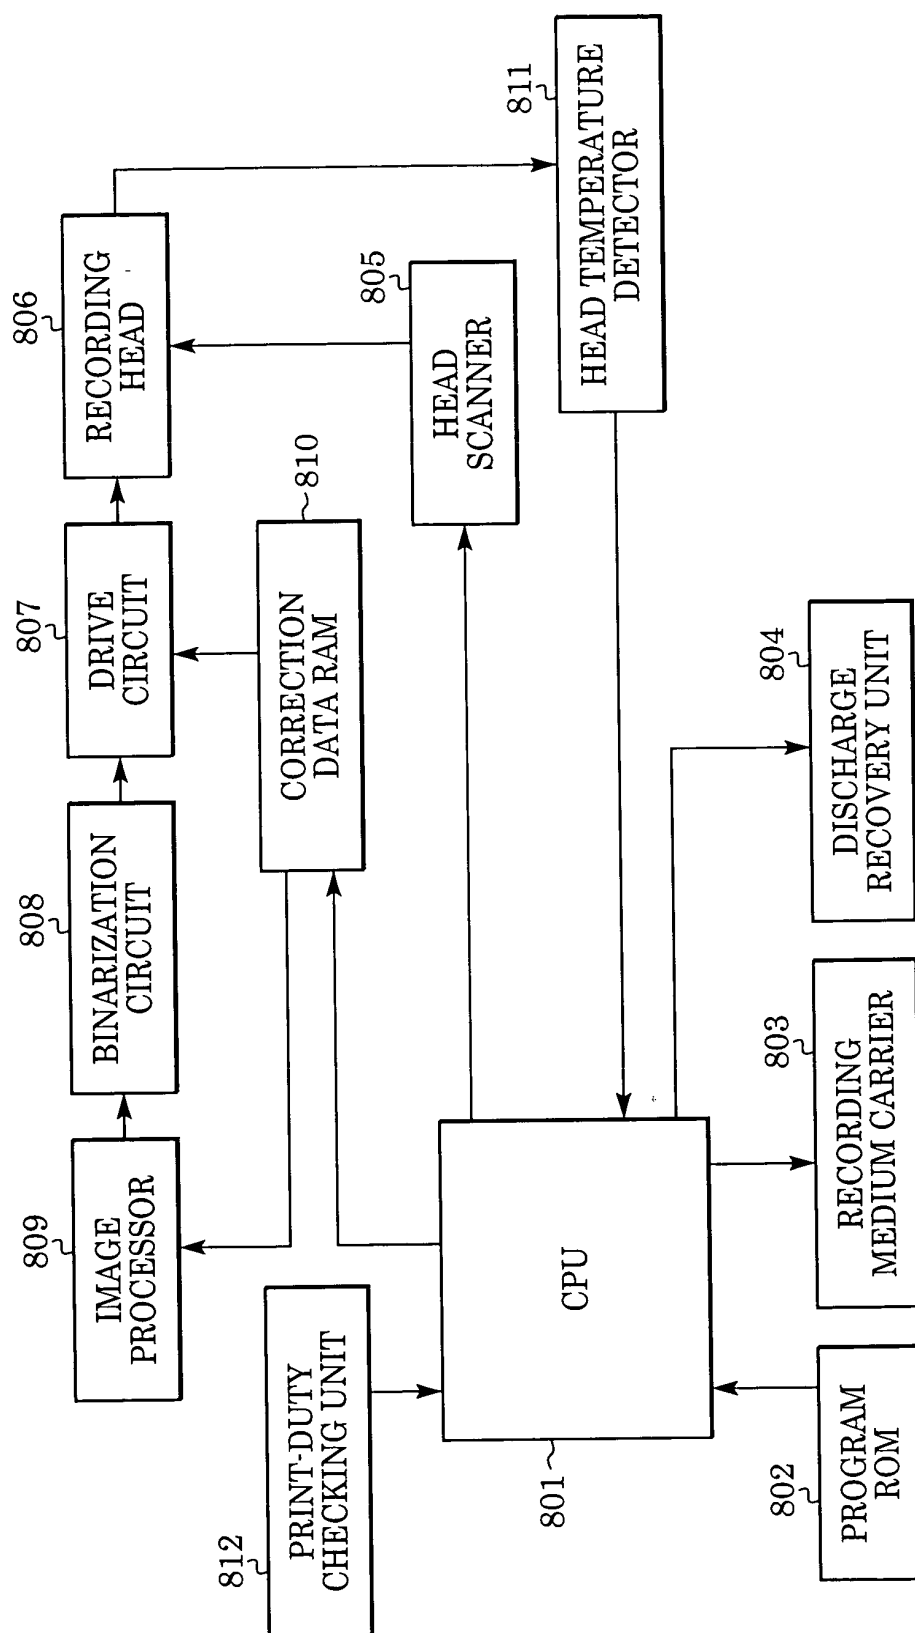 809
IMAGE
PROCESSOR
808
BINARIZATION
CIRCUIT
807
DRIVE
CIRCUIT
806
RECORDING
HEAD
812
PRINT-DUTY
CHECKING UNIT
CORRECTION
DATA RAM
810
HEAD
SCANNER
805
801
CPU
HEAD TEMPERATURE
DETECTOR
811
802
PROGRAM
ROM
803
RECORDING
MEDIUM CARRIER
804
DISCHARGE
RECOVERY UNIT